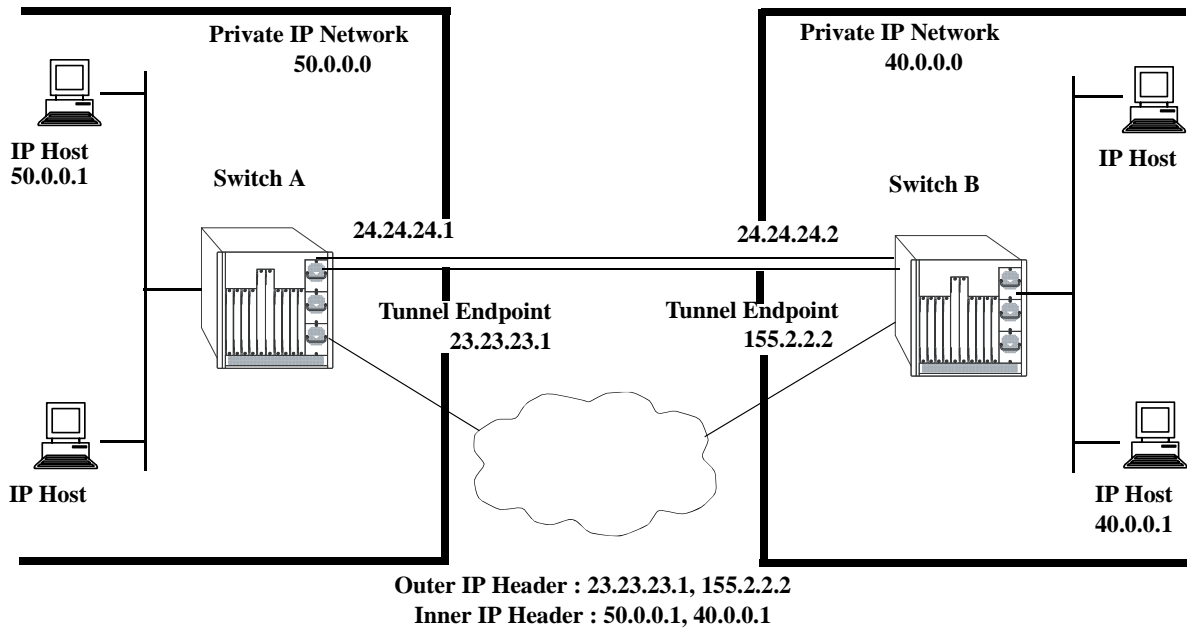 Private IP Network
50.0.0.0
Private IP Network
40.0.0.0
IP Host
50.0.0.1
IP Host
Switch A
Switch B
24.24.24.1
24.24.24.2
Tunnel Endpoint
23.23.23.1
Tunnel Endpoint
155.2.2.2
IP Host
IP Host
40.0.0.1
Outer IP Header : 23.23.23.1, 155.2.2.2
Inner IP Header : 50.0.0.1, 40.0.0.1